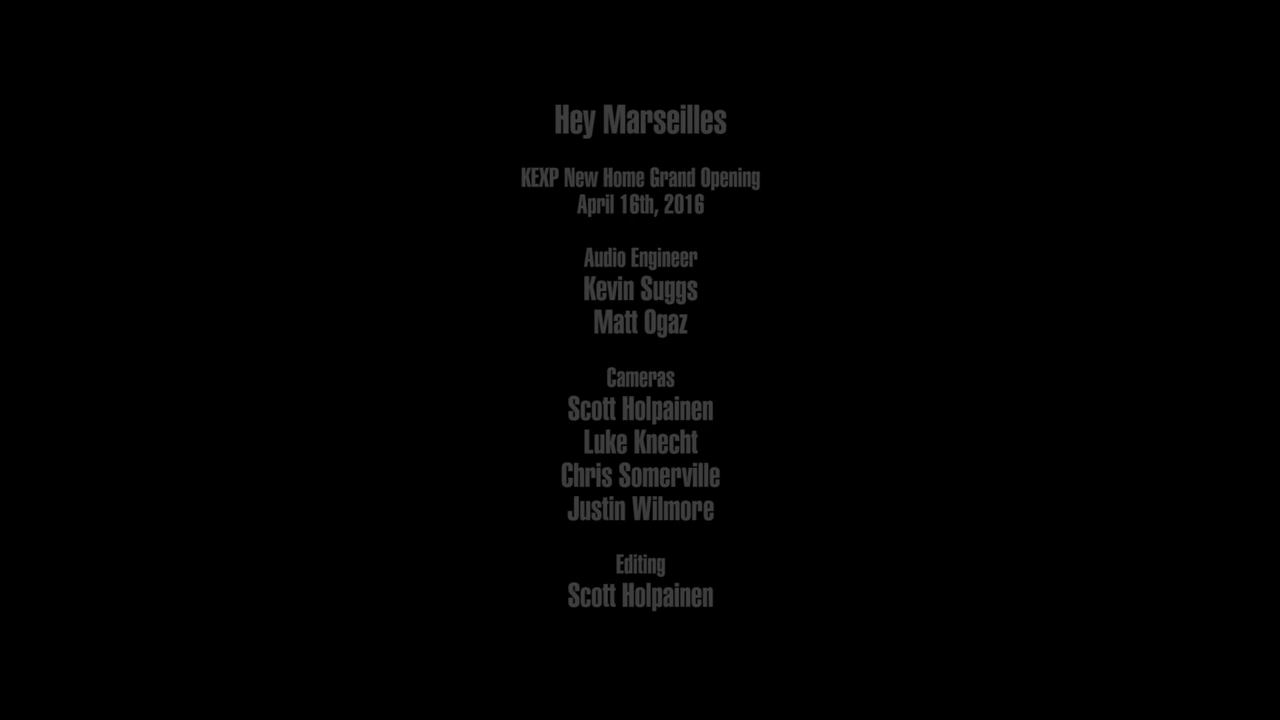 Hey Marseilles
KEXP New Home Grand Opening
April 16th, 2016
Audio Engineer
Kevin Suggs
Matt Ogaz
Cameras
Scott Holpainen
Luke Knecht
Chris Somerville
Justin Wilmore
Editing
Scott Holpainen